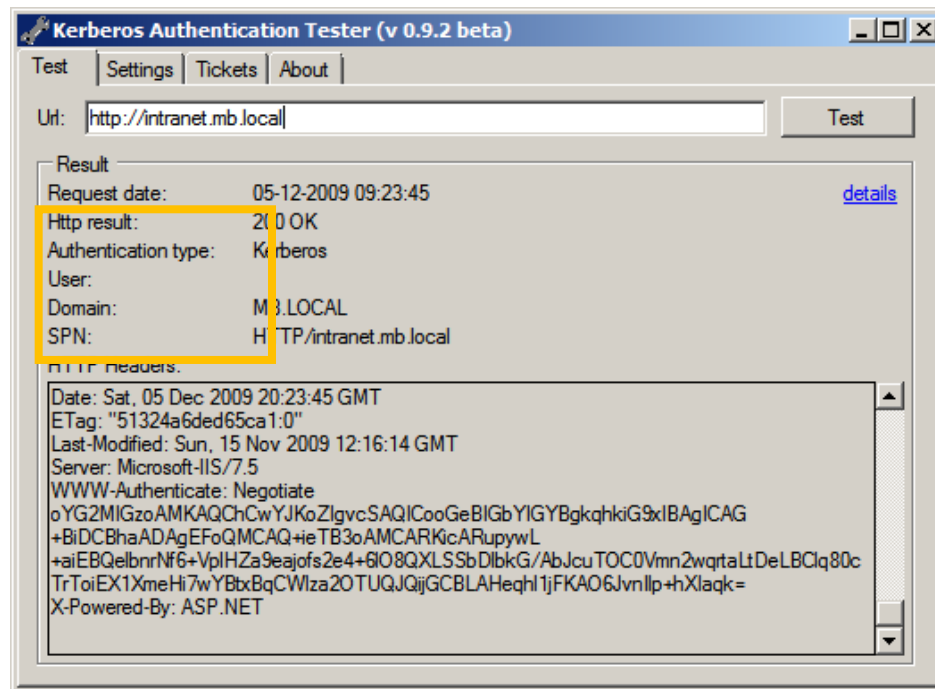 Kerberos Authentication Tester (v 0.9.2 beta)
Test Settings Tickets About
Url: http://intranet.mb.local Test
Result
Request date: 05-12-2009 09:23:45 details
Http result: 200 OK
Authentication type: Kerberos
User:
Domain: MB.LOCAL
SPN: HTTP/intranet.mb.local
HTTP Headers:
Date: Sat, 05 Dec 2009 20:23:45 GMT
ETag: "51324a6ded65ca1:0"
Last-Modified: Sun, 15 Nov 2009 12:16:14 GMT
Server: Microsoft-IIS/7.5
WWW-Authenticate: Negotiate
X-Powered-By: ASP.NET